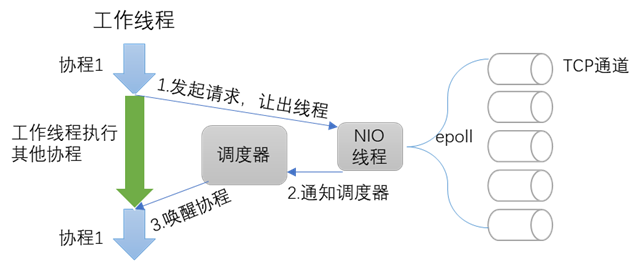 工作线程
协程1
1.发起请求，让出线程
TCP通道
工作线程执行
其他协程
调度器
NIO
线程
epoll
2.通知调度器
3.唤醒协程
协程1